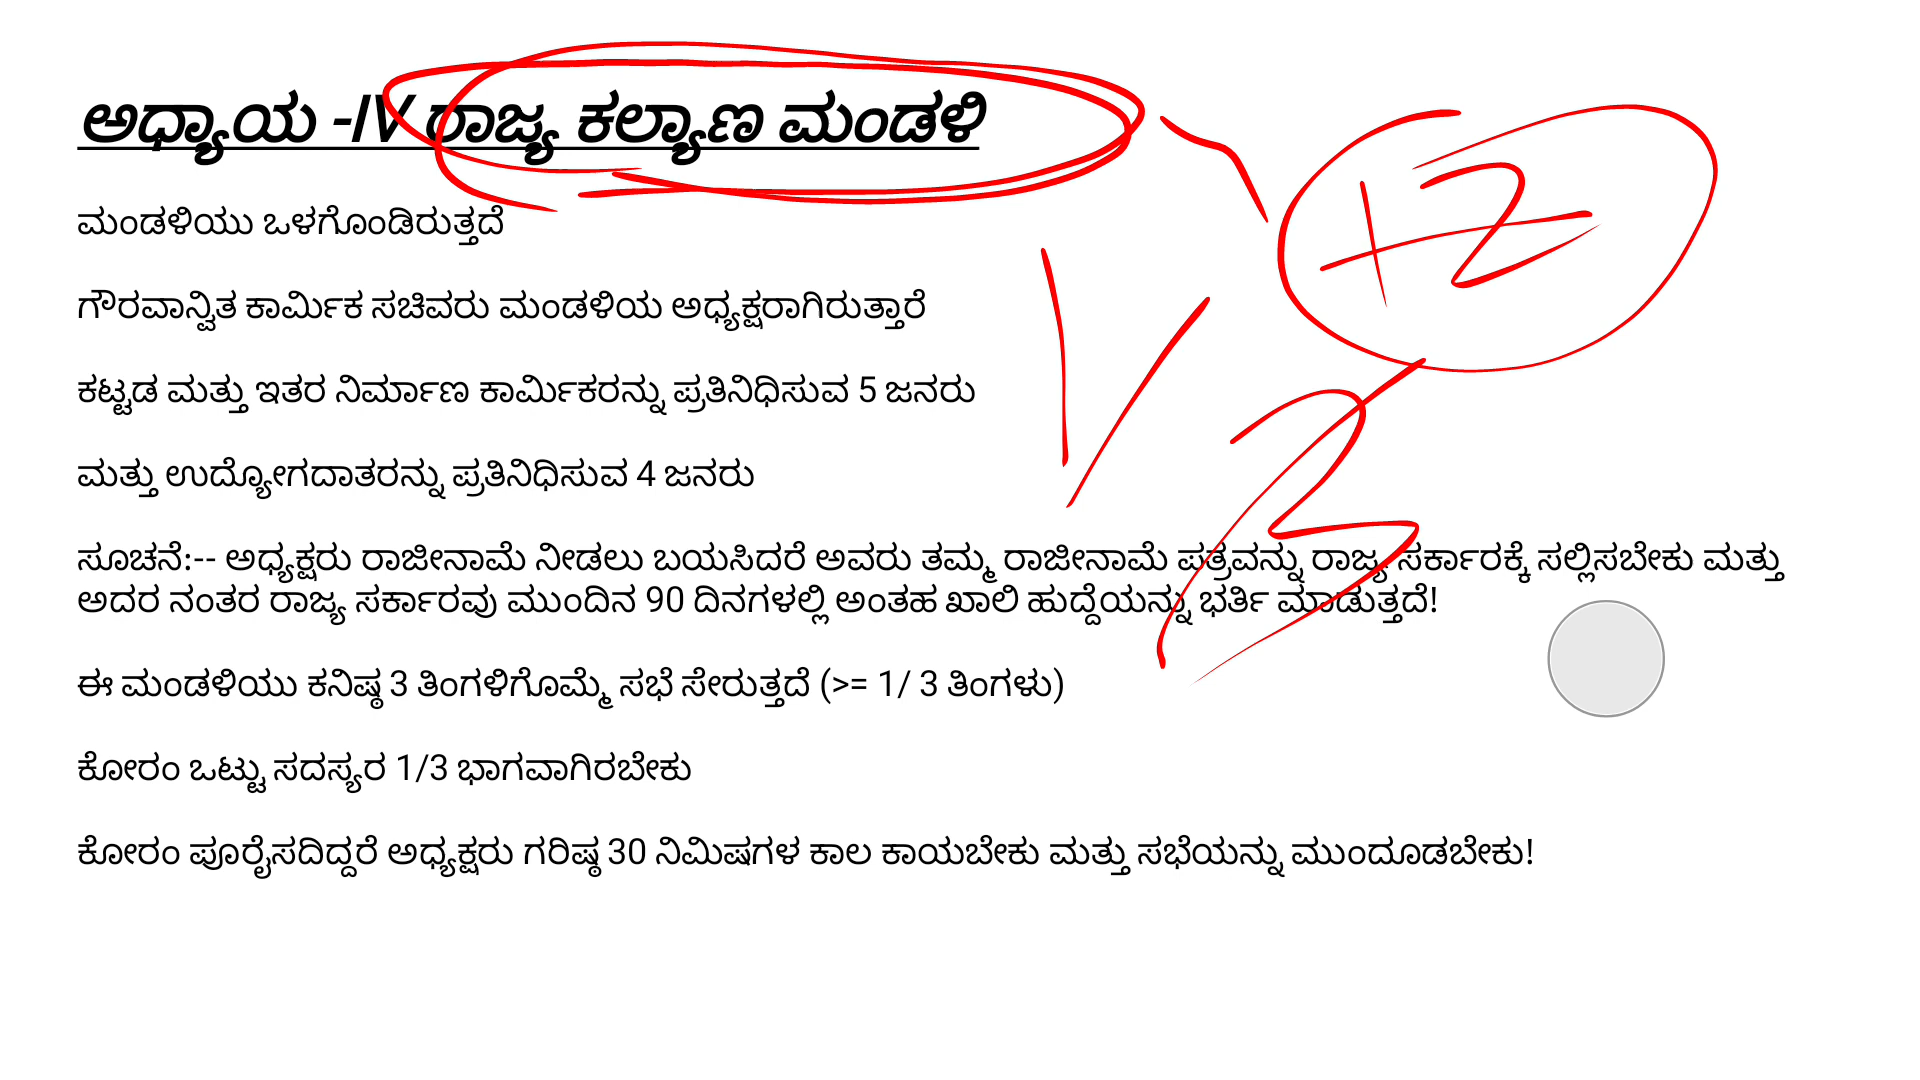 ಅಧ್ಯಾಯ -IV ರಾಜ್ಯ ಕಲ್ಯಾಣ ಮಂಡಳಿ
+2
ಮಂಡಳಿಯು ಒಳಗೊಂಡಿರುತ್ತದೆ
ಗೌರವಾನ್ವಿತ ಕಾರ್ಮಿಕ ಸಚಿವರು ಮಂಡಳಿಯ ಅಧ್ಯಕ್ಷರಾಗಿರುತ್ತಾರೆ
ಕಟ್ಟಡ ಮತ್ತು ಇತರ ನಿರ್ಮಾಣ ಕಾರ್ಮಿಕರನ್ನು ಪ್ರತಿನಿಧಿಸುವ 5 ಜನರು
ಮತ್ತು ಉದ್ಯೋಗದಾತರನ್ನು ಪ್ರತಿನಿಧಿಸುವ 4 ಜನರು
ಸೂಚನೆ:-- ಅಧ್ಯಕ್ಷರು ರಾಜೀನಾಮೆ ನೀಡಲು ಬಯಸಿದರೆ ಅವರು ತಮ್ಮ ರಾಜೀನಾಮೆ ಪತ್ರವನ್ನು ರಾಜ್ಯ ಸರ್ಕಾರಕ್ಕೆ ಸಲ್ಲಿಸಬೇಕು ಮತ್ತು
ಅದರ ನಂತರ ರಾಜ್ಯ ಸರ್ಕಾರವು ಮುಂದಿನ 90 ದಿನಗಳಲ್ಲಿ ಅಂತಹ ಖಾಲಿ ಹುದ್ದೆಯನ್ನು ಭರ್ತಿ ಮಾಡುತ್ತದೆ!
ಈ ಮಂಡಳಿಯು ಕನಿಷ್ಠ 3 ತಿಂಗಳಿಗೊಮ್ಮೆ ಸಭೆ ಸೇರುತ್ತದೆ (>= 1/ 3 ತಿಂಗಳು)
ಕೋರಂ ಒಟ್ಟು ಸದಸ್ಯರ 1/3 ಭಾಗವಾಗಿರಬೇಕು
ಕೋರಂ ಪೂರೈಸದಿದ್ದರೆ ಅಧ್ಯಕ್ಷರು ಗರಿಷ್ಠ 30 ನಿಮಿಷಗಳ ಕಾಲ ಕಾಯಬೇಕು ಮತ್ತು ಸಭೆಯನ್ನು ಮುಂದೂಡಬೇಕು!